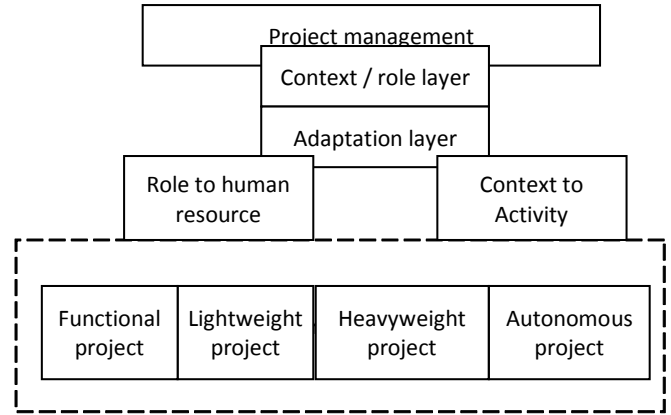 Project management
Context / role layer
Adaptation layer
Role to human
resource
Context to
Activity
Functional
project
Lightweight
project
Heavyweight
project
Autonomous
project